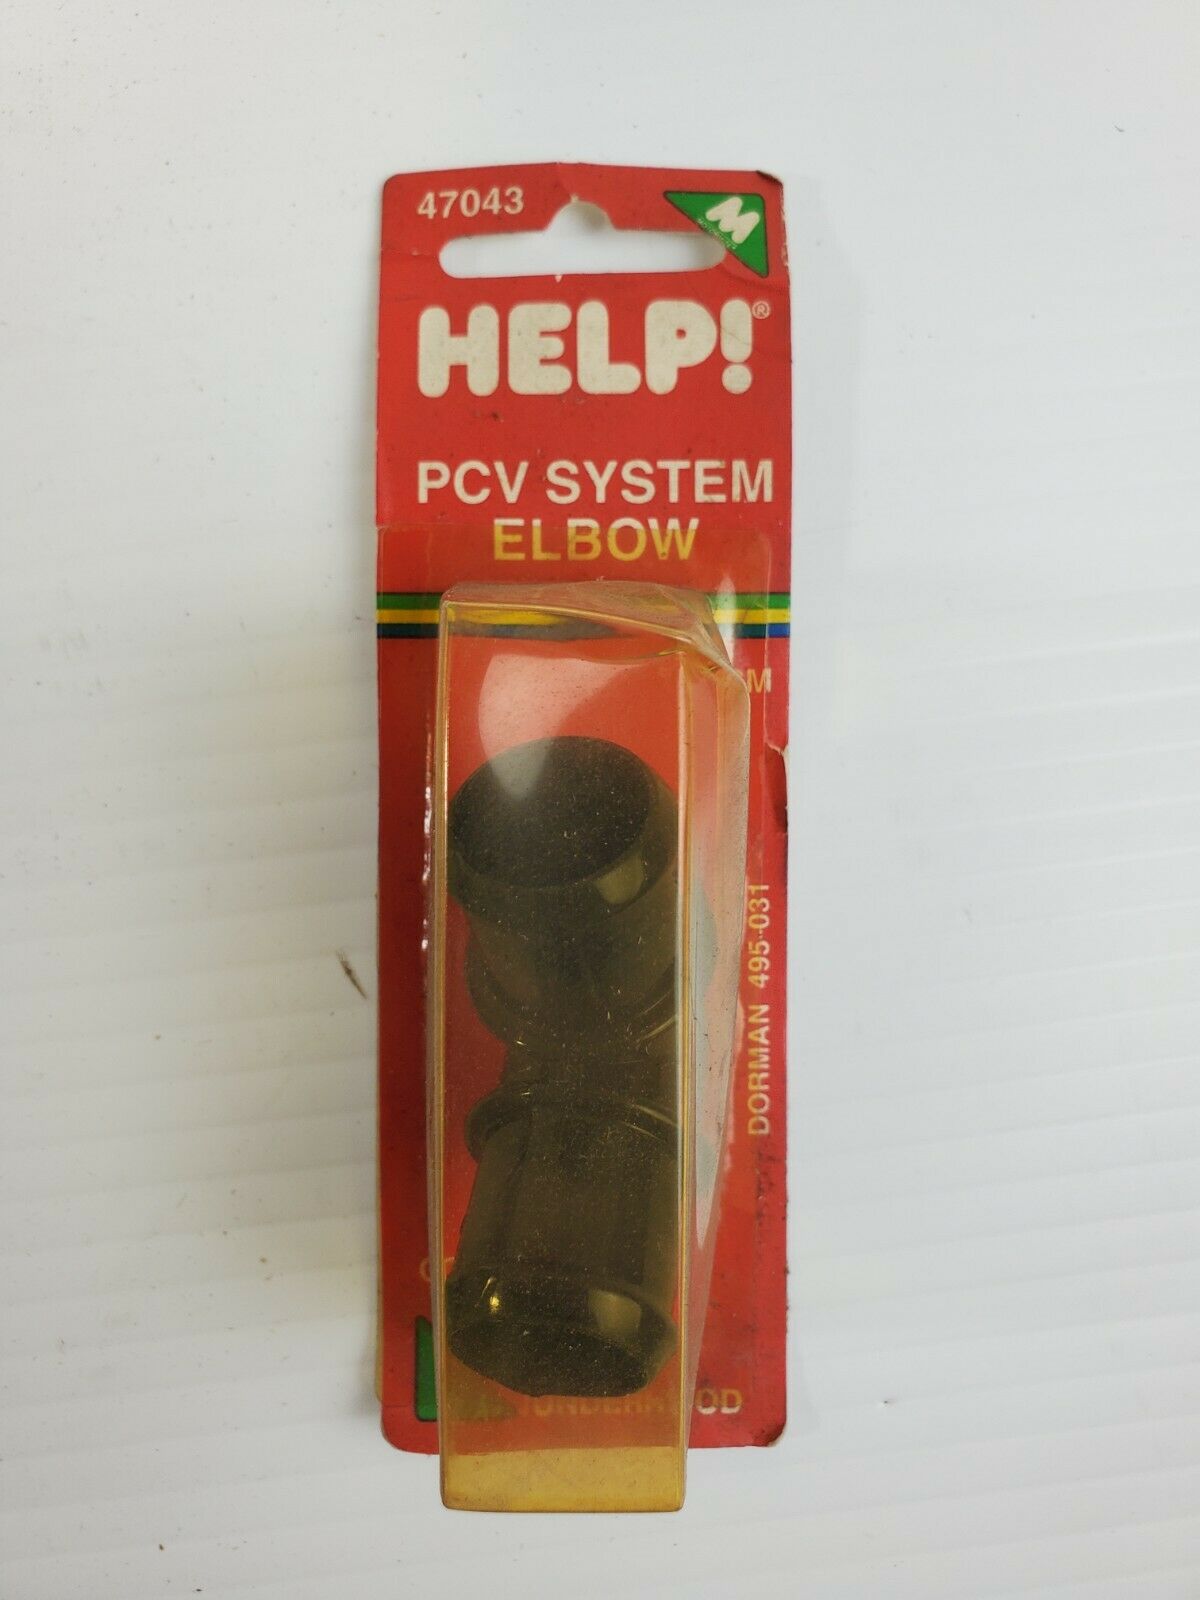 47043
M
HELP!®
PCV SYSTEM
ELBOW
M
DORMAN 495-031